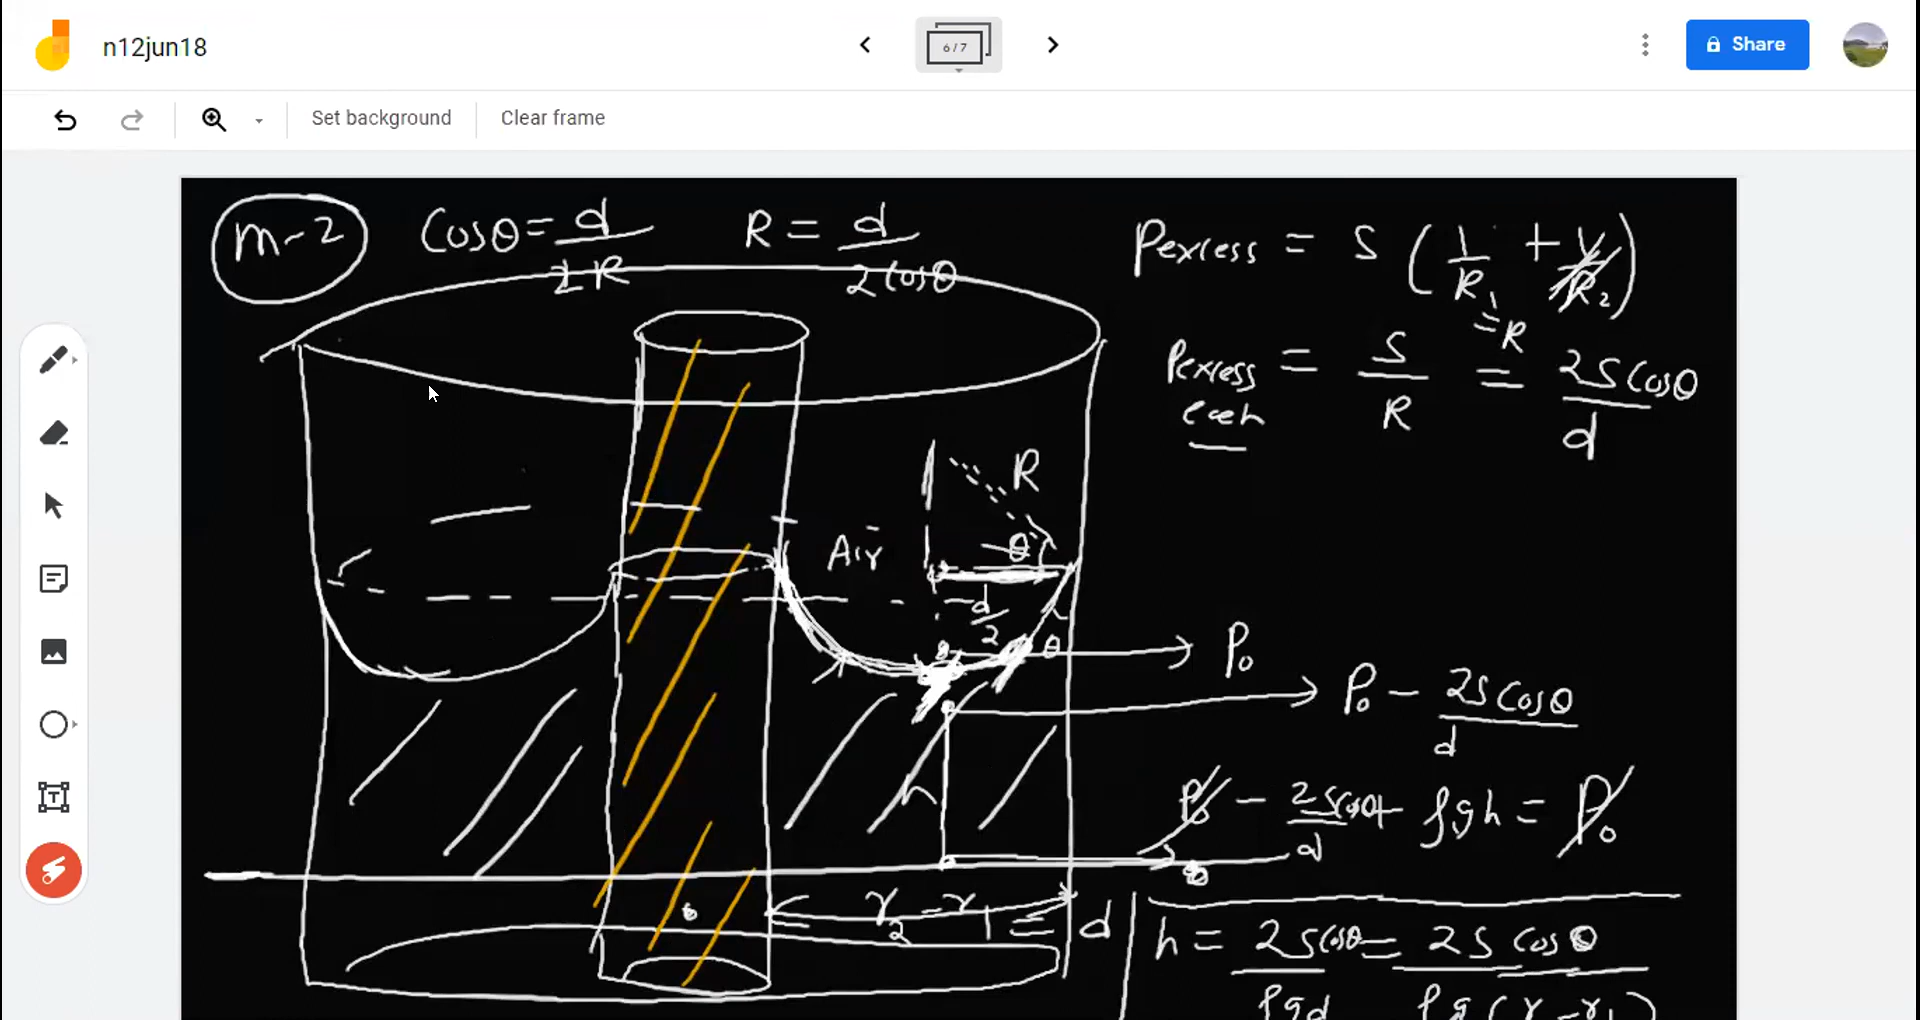 n12jun18
6/7
Share
Set background
Clear frame
m-2
Cosθ = d/2R
R = d/2Cosθ
Pexcess = S (1/R₁ + 1/R₂)
= R
Pexcess each = S/R = 2SCosθ/d
R
Air
θ
d/2
θ
P₀
P₀ - 2SCosθ/d
h
P₀ - 2SCosθ/d + ρgh = P₀
r₂ - r₁ = d
h = 2SCosθ/ρgd = 2SCosθ/ρg(r₂-r₁)